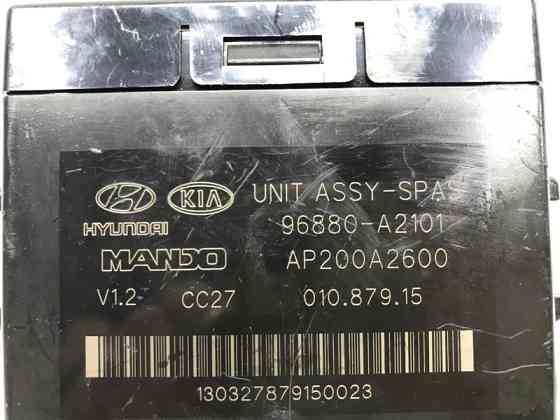 KIA UNIT ASSY-SPAS
HYUNDAI 96880-A2101
MANDO AP200A2600
V1.2 CC27 010.879.15
130327879150023